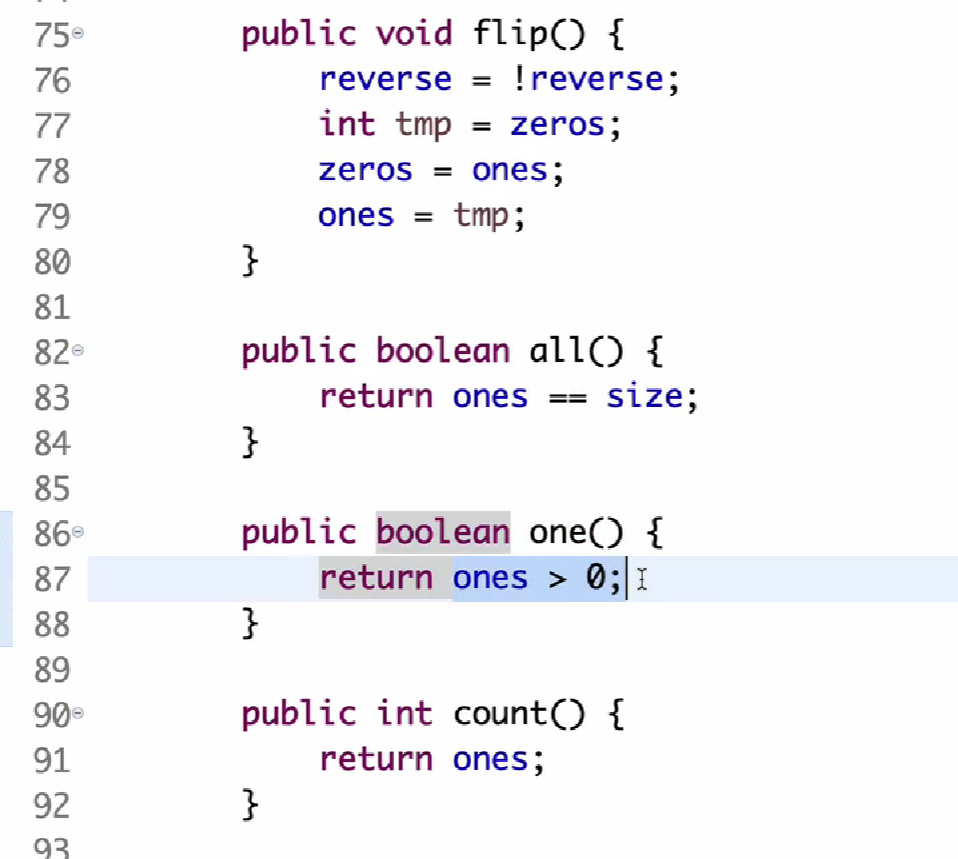 75 public void flip() {
76 reverse = !reverse;
77 int tmp = zeros;
78 zeros = ones;
79 ones = tmp;
80 }
81
82 public boolean all() {
83 return ones == size;
84 }
85
86 public boolean one() {
87 return ones > 0;
88 }
89
90 public int count() {
91 return ones;
92 }
93